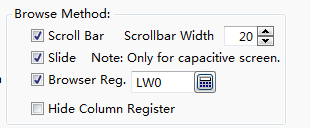 Browse Method:
Scroll Bar Scrollbar Width 20
Slide Note: Only for capacitive screen.
Browser Reg. LW0
Hide Column Register